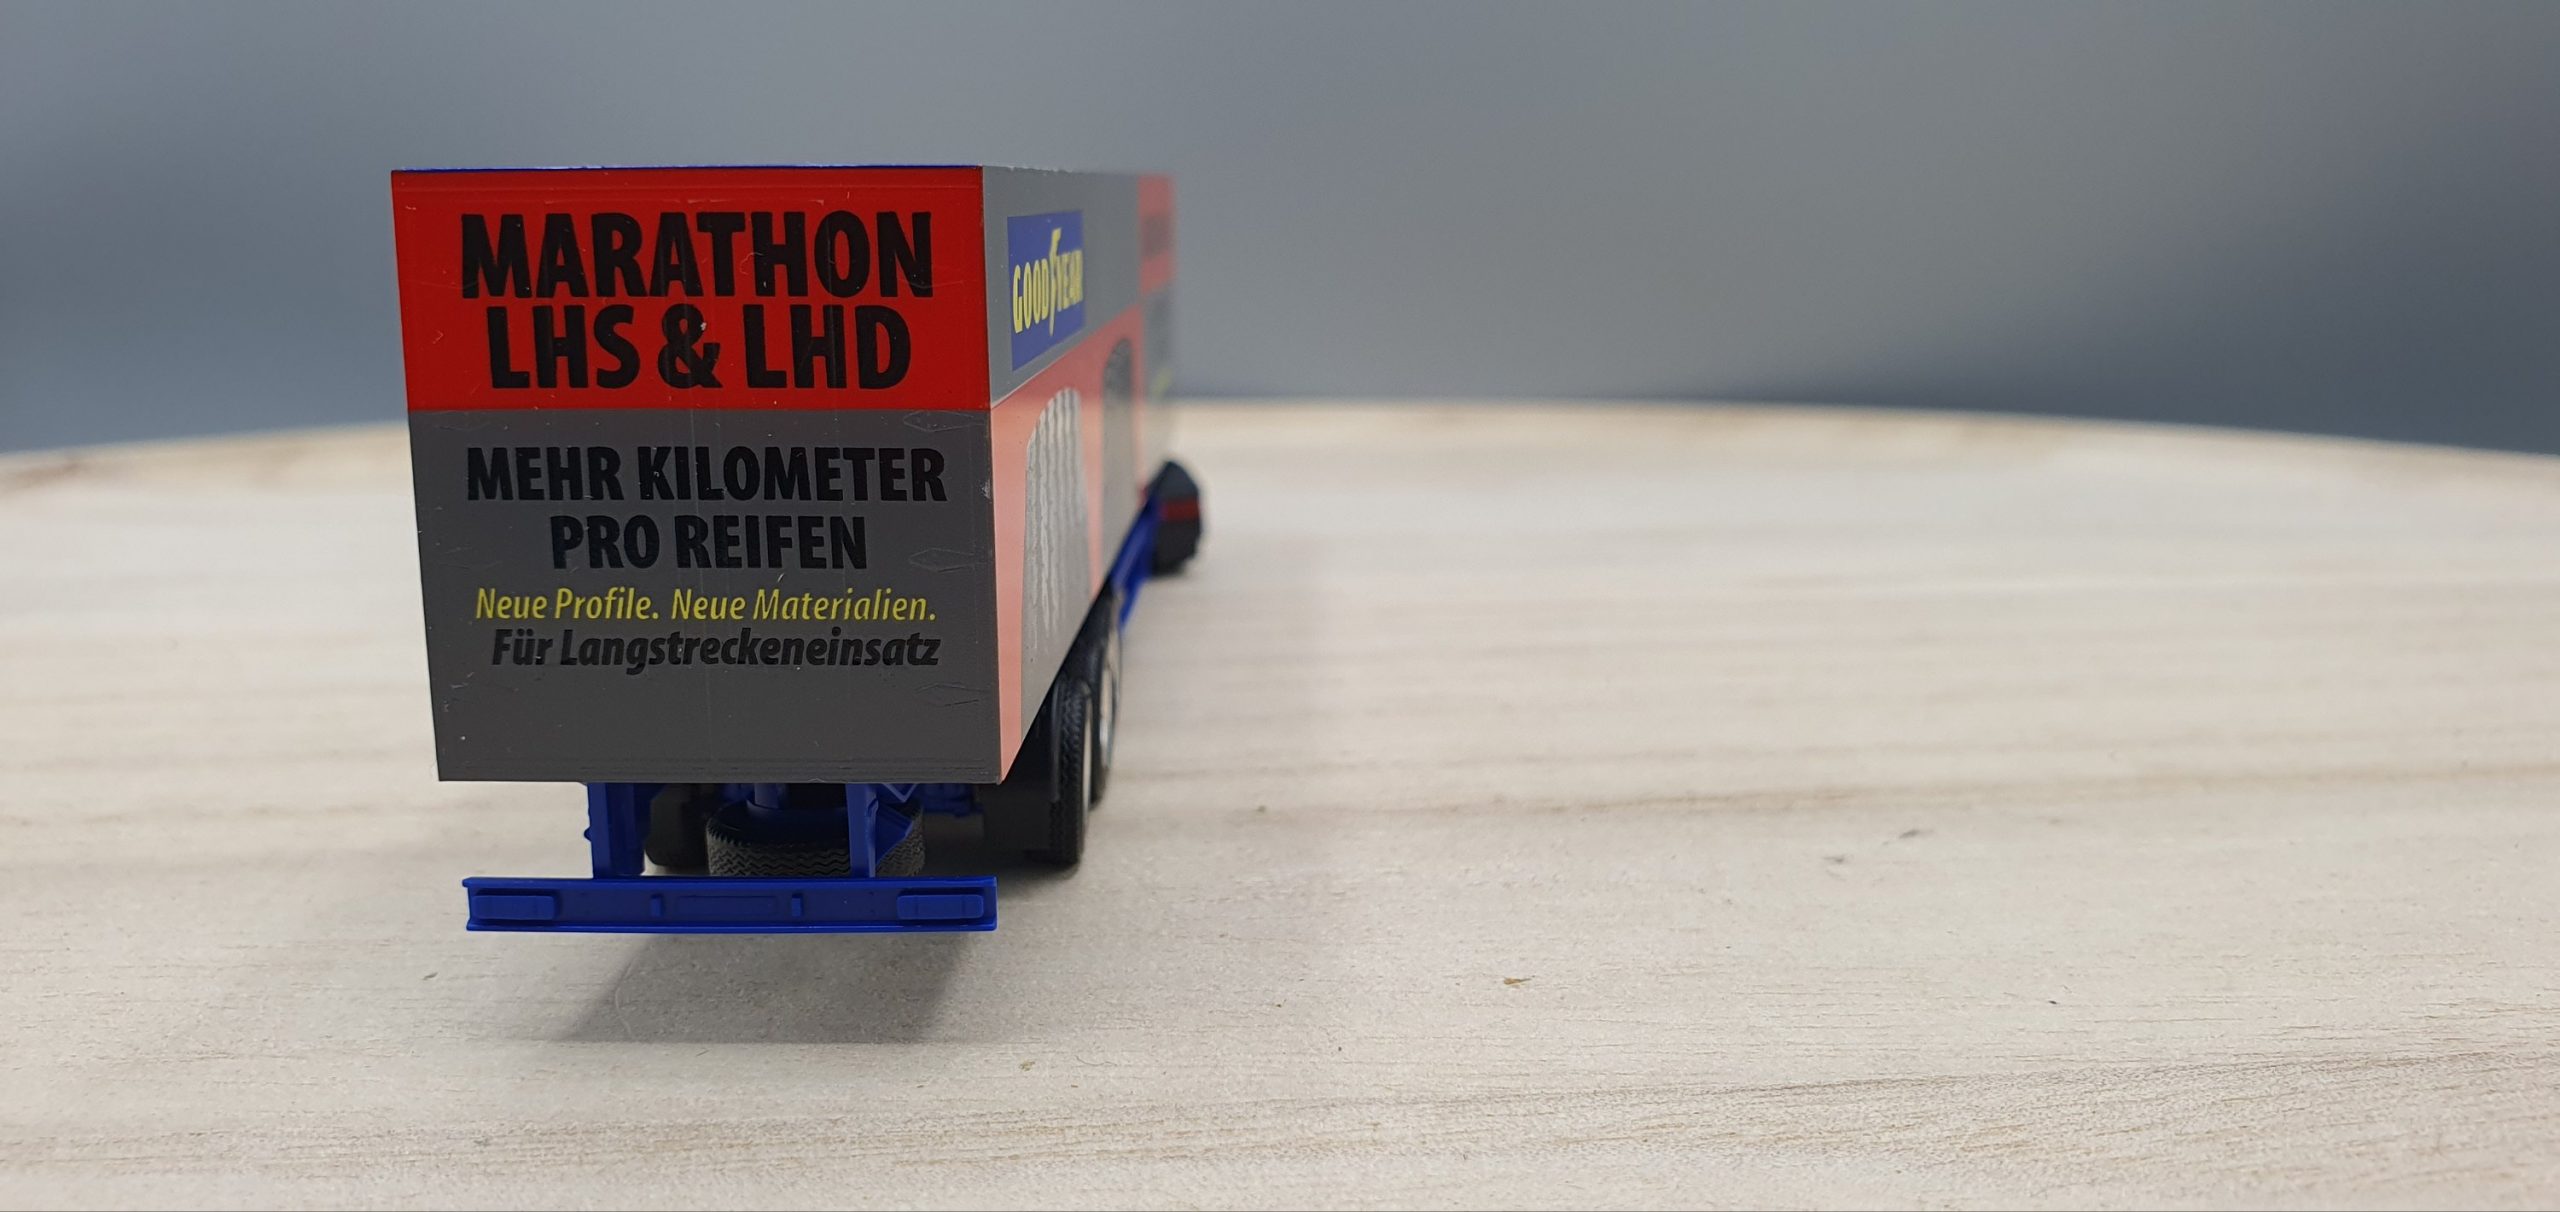 MARATHON
LHS & LHD
MEHR KILOMETER
PRO REIFEN
Neue Profile. Neue Materialien.
Für Langstreckeneinsatz
GOODYEAR